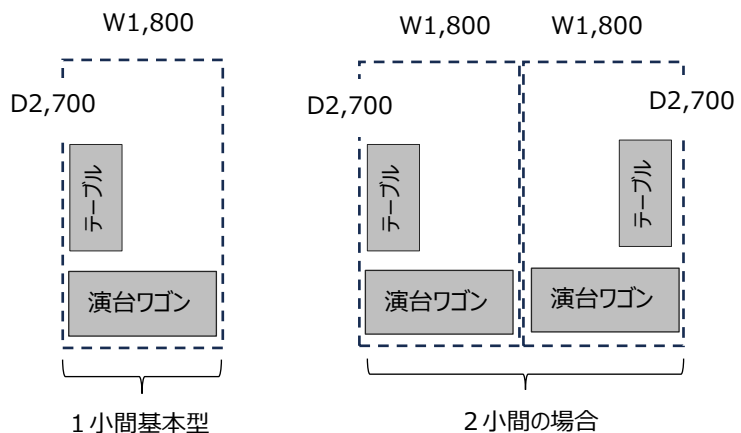 W1,800
D2,700
テーブル
演台ワゴン
1小間基本型
W1,800 W1,800
D2,700 D2,700
テーブル テーブル
演台ワゴン 演台ワゴン
2小間の場合